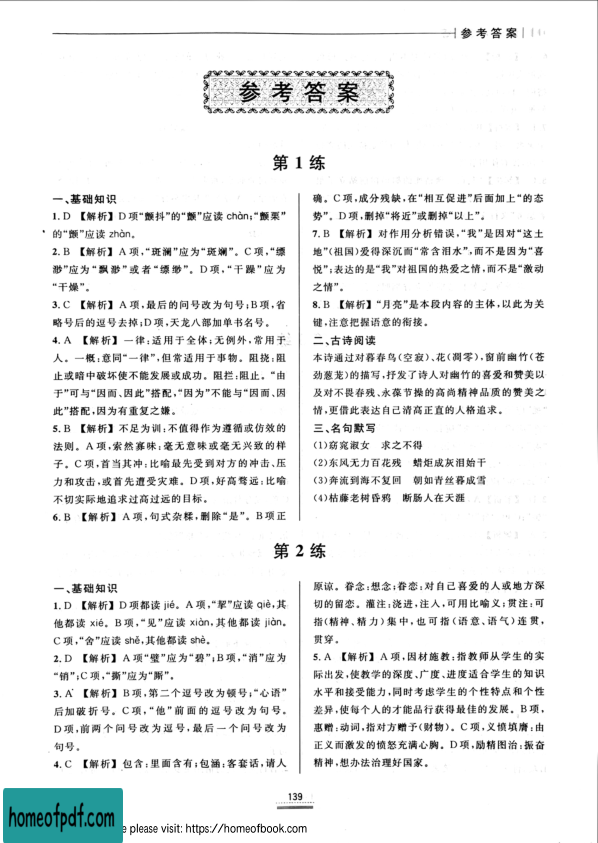 参考答案
参考答案
第1练
一、基础知识
1.D 【解析】D项“颤抖”的“颤”应读chàn;“颤栗”
的“颤”应读zhàn。
2.B 【解析】A项,“斑澜”应为“斑斓”。C项,“缥
渺”应为“飘渺”或者“缥缈”。D项,“干躁”应为
“干燥”。
3.C 【解析】A项,最后的问号改为句号;B项,省
略号后的逗号去掉;D项,天龙八部加单书名号。
4.A 【解析】一律:适用于全体;无例外,常用于
人。一概:意同“一律”,但常适用于事物。阻挠:阻
止或暗中破坏使不能发展或成功。阻拦:阻止。“由
于”可与“因而、因此”搭配,“因为”不能与“因而、因
此”搭配,因为有重复之嫌。
5.B 【解析】不足为训:不值得作为遵循或仿效的
法则。A项,索然寡味:毫无意味或毫无兴致的样
子。C项,首当其冲:比喻最先受到对方的冲击、压
力和攻击,或首先遭受灾难。D项,好高骛远:比喻
不切实际地追求过高过远的目标。
6.B 【解析】A项,句式杂糅,删除“是”。B项正
确。C项,成分残缺,在“相互促进”后面加上“的态
势”。D项,删掉“将近”或删掉“以上”。
7.B 【解析】对作用分析错误,“我”是因对“这土
地”(祖国)爱得深沉而“常含泪水”,而不是因为“喜
悦”;表达的是“我”对祖国的热爱之情,而不是“激动
之情”。
8.B 【解析】“月亮”是本段内容的主体,以此为关
键,注意把握语意的衔接。
二、古诗阅读
本诗通过对暮春鸟(空寂)、花(凋零),窗前幽竹(苍
劲葱茏)的描写,抒发了诗人对幽竹的喜爱和赞美以
及对不畏春残、永葆节操的高尚精神品质的赞美之
情,更借此表达自己清高正直的人格追求。
三、名句默写
(1)窈窕淑女 求之不得
(2)东风无力百花残 蜡炬成灰泪始干
(3)奔流到海不复回 朝如青丝暮成雪
(4)枯藤老树昏鸦 断肠人在天涯
第2练
一、基础知识
1.D 【解析】D项都读jié。A项,“挈”应读qiè,其
他都读xié。B项,“见”应读xiàn,其他都读jiàn。
C项,“舍”应读shě,其他都读shè。
2.D 【解析】A项“璧”应为“碧”;B项,“消”应为
“销”;C项,“撕”应为“厮”。
3.A 【解析】B项,第二个逗号改为顿号;“心语”
后加破折号。C项,“他”前面的逗号改为句号。
D项,前两个问号改为逗号,最后一个问号改为
句号。
4.C 【解析】包含:里面含有;包涵:客套话,请人
原谅。眷念:想念;眷恋:对自己喜爱的人或地方深
切的留恋。灌注:浇进,注入,可用比喻义;贯注:可
指(精神、精力)集中,也可指(语意、语气)连贯,
贯穿。
5.A 【解析】A项,因材施教:指教师从学生的实
际出发,使教学的深度、广度、进度适合学生的知识
水平和接受能力,同时考虑学生的个性特点和个性
差异,使每个人的才能品行获得最佳的发展。B项,
惠赠:动词,指对方赠予(财物)。C项,义愤填膺:由
正义而激发的愤怒充满心胸。D项,励精图治:振奋
精神,想办法治理好国家。
139
homeofpdf.com
e please visit: https://homeofbook.com